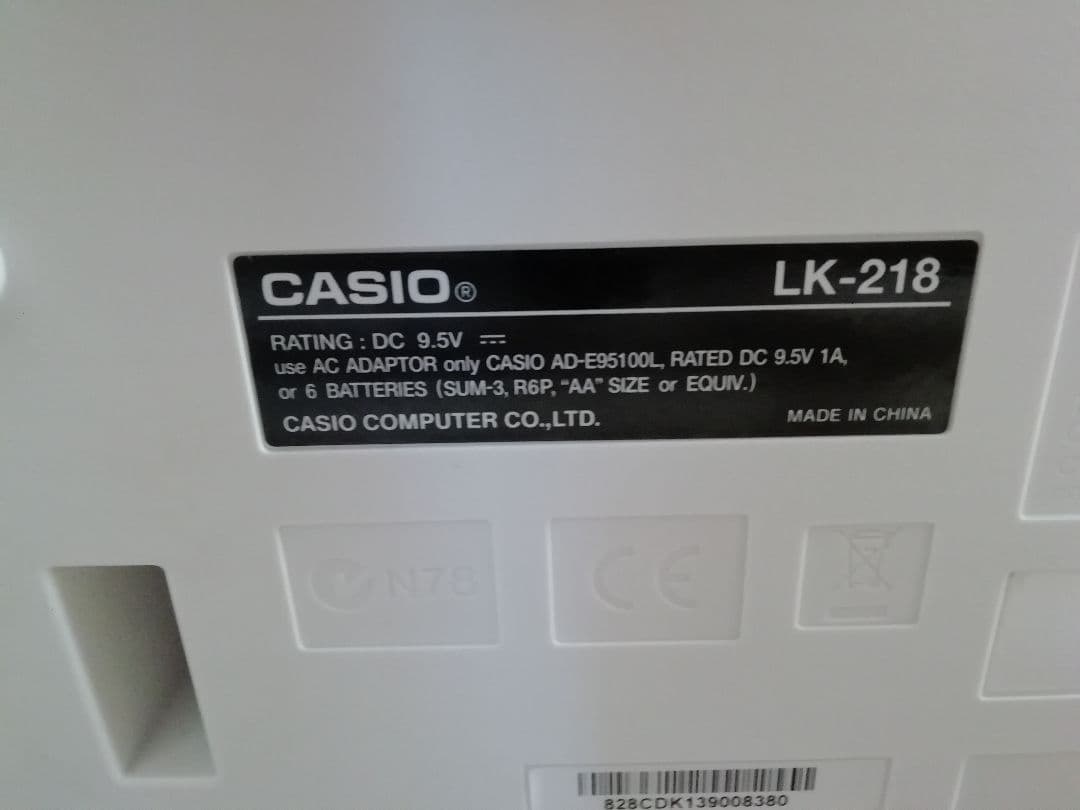 CASIO®
LK-218
RATING : DC 9.5V ⎓
use AC ADAPTOR only CASIO AD-E95100L, RATED DC 9.5V 1A,
or 6 BATTERIES (SUM-3, R6P, “AA” SIZE or EQUIV.)
CASIO COMPUTER CO.,LTD.
MADE IN CHINA
N78
CE
828CDK139008380